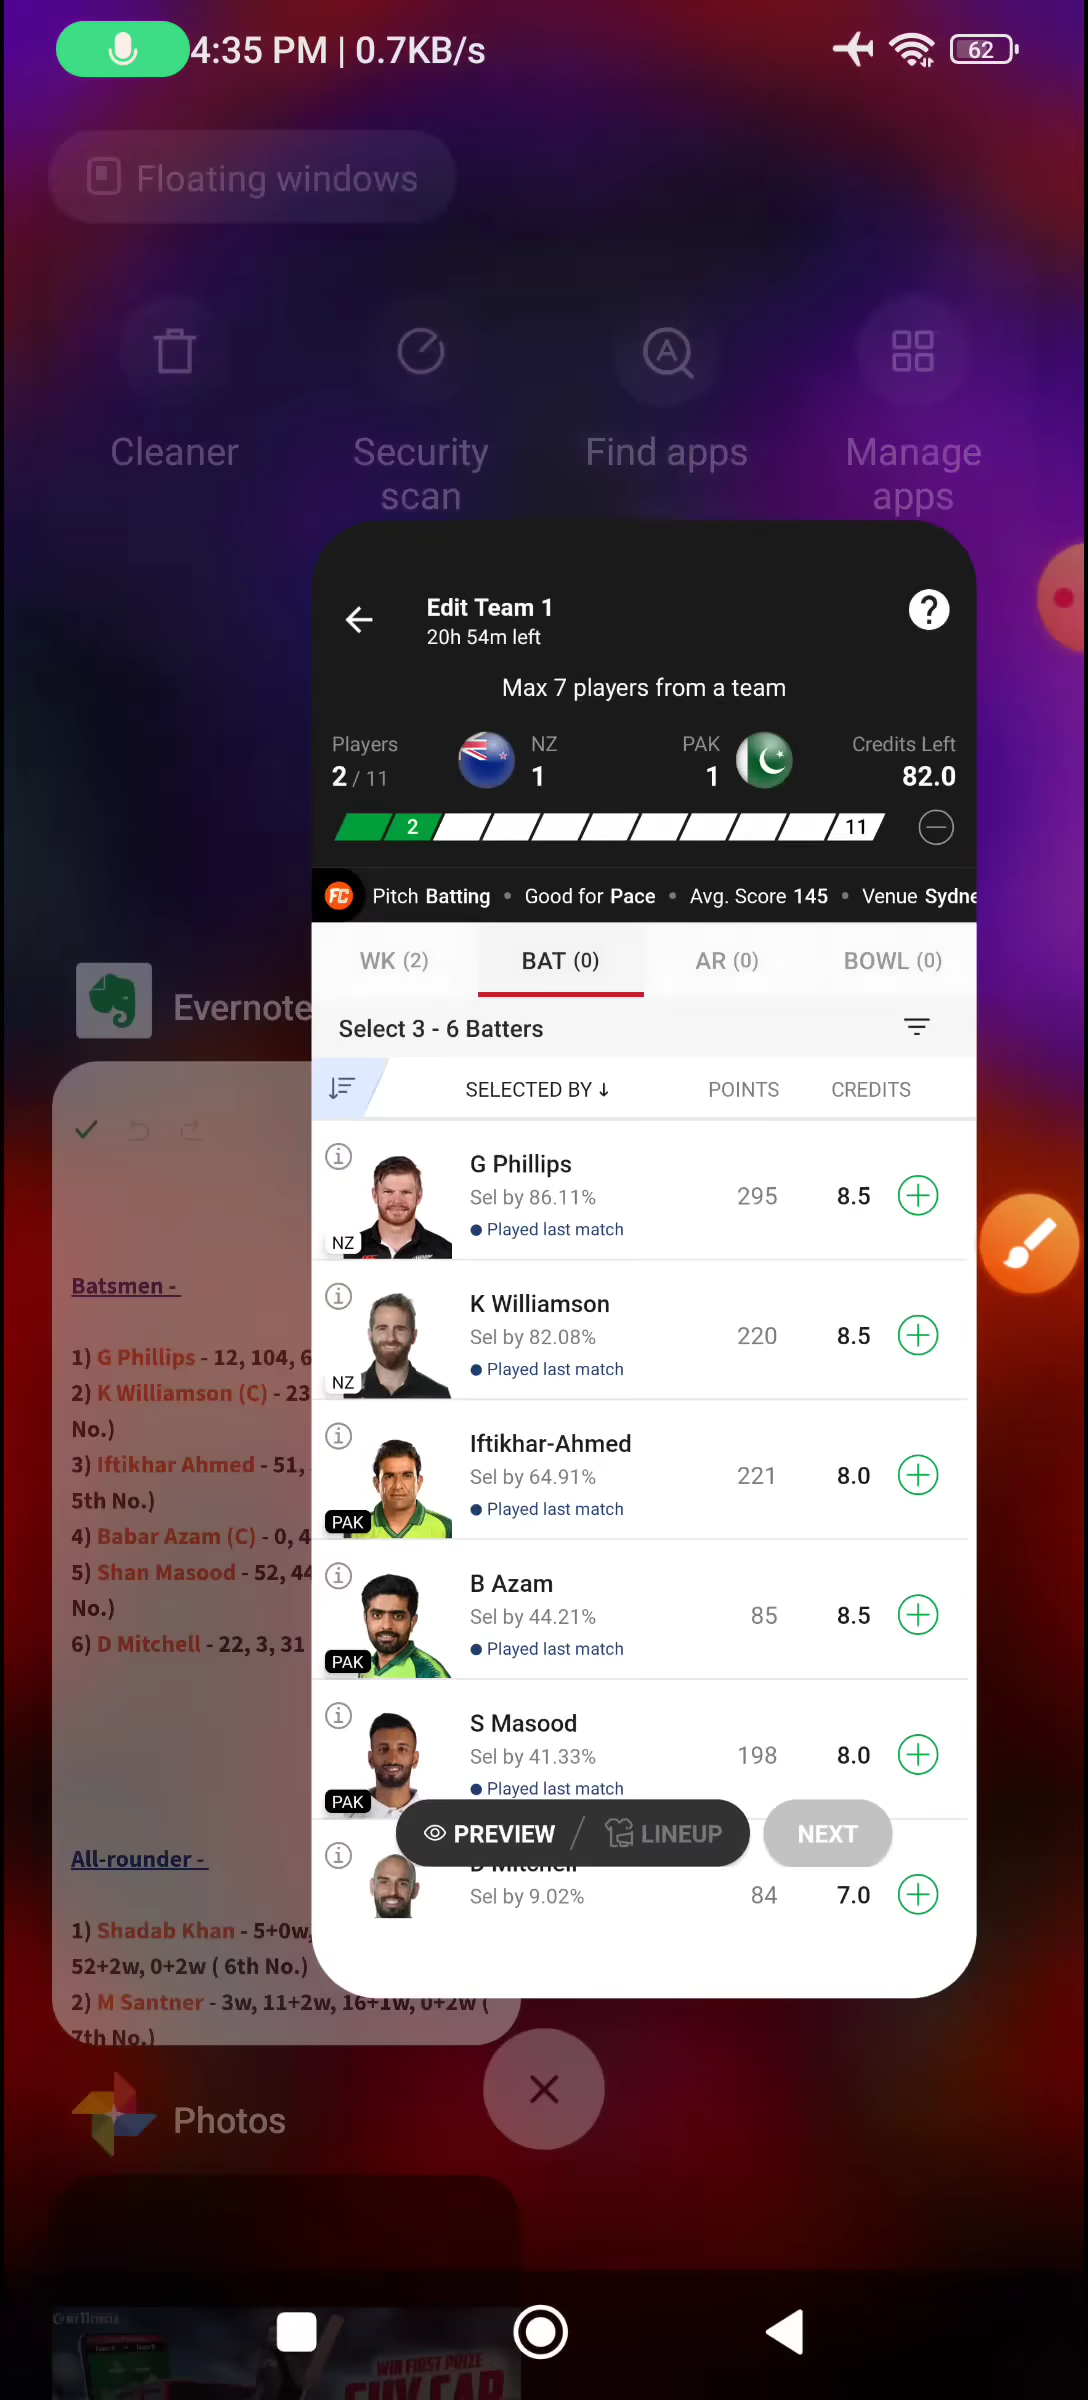 4:35 PM | 0.7KB/s
62
Floating windows
Cleaner
Security scan
Find apps
Manage apps
Edit Team 1
20h 54m left
?
Max 7 players from a team
Players
2 / 11
NZ
1
PAK
1
Credits Left
82.0
2
11
FC
Pitch Batting • Good for Pace • Avg. Score 145 • Venue Sydne
WK (2)
BAT (0)
AR (0)
BOWL (0)
Select 3 - 6 Batters
SELECTED BY ↓
POINTS
CREDITS
G Phillips
Sel by 86.11%
295
8.5
Played last match
NZ
K Williamson
Sel by 82.08%
220
8.5
Played last match
NZ
Iftikhar-Ahmed
Sel by 64.91%
221
8.0
Played last match
PAK
B Azam
Sel by 44.21%
85
8.5
Played last match
PAK
S Masood
Sel by 41.33%
198
8.0
Played last match
PAK
PREVIEW / LINEUP
NEXT
D Mitchell
Sel by 9.02%
84
7.0
Evernote
Batsmen -
1) G Phillips - 12, 104, 6
2) K Williamson (C) - 23
No.)
3) Iftikhar Ahmed - 51,
5th No.)
4) Babar Azam (C) - 0, 4
5) Shan Masood - 52, 44
No.)
6) D Mitchell - 22, 3, 31
All-rounder -
1) Shadab Khan - 5+0w,
52+2w, 0+2w ( 6th No.)
2) M Santner - 3w, 11+2w, 16+1w, 0+2w (
7th No.)
Photos
MY11CIRCLE
WIN FIRST PRIZE